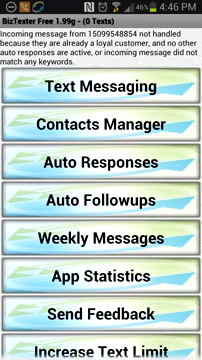 46% 4:46 PM
BizTexter Free 1.99g - (0 Texts)
Incoming message from 15099548854 not handled
because they are already a loyal customer, and no other
auto responses are active, or incoming message did not
match any keywords.
Text Messaging
Contacts Manager
Auto Responses
Auto Followups
Weekly Messages
App Statistics
Send Feedback
Increase Text Limit